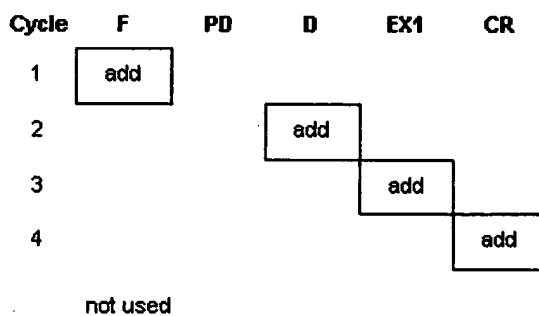 Cycle F PD D EX1 CR
1 add
2 add
3 add
4 add
not used